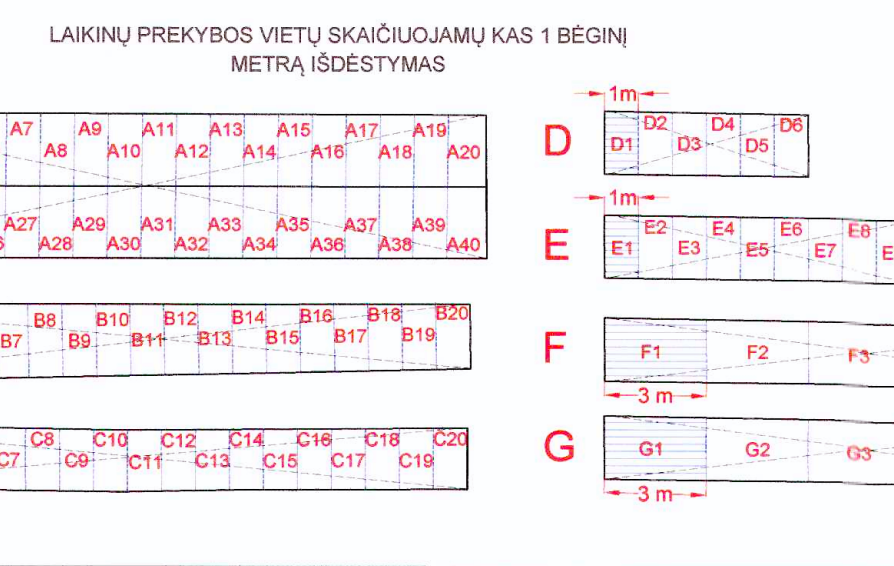 LAIKINŲ PREKYBOS VIETŲ SKAIČIUOJAMŲ KAS 1 BĖGINĮ
METRĄ IŠDĖSTYMAS
A7 A8 A9 A10 A11 A12 A13 A14 A15 A16 A17 A18 A19 A20
A27 A28 A29 A30 A31 A32 A33 A34 A35 A36 A37 A38 A39 A40
B7 B8 B9 B10 B11 B12 B13 B14 B15 B16 B17 B18 B19 B20
C7 C8 C9 C10 C11 C12 C13 C14 C15 C16 C17 C18 C19 C20
1m
D D1 D2 D3 D4 D5 D6
1m
E E1 E2 E3 E4 E5 E6 E7 E8
F F1 F2 F3
3 m
G G1 G2 G3
3 m